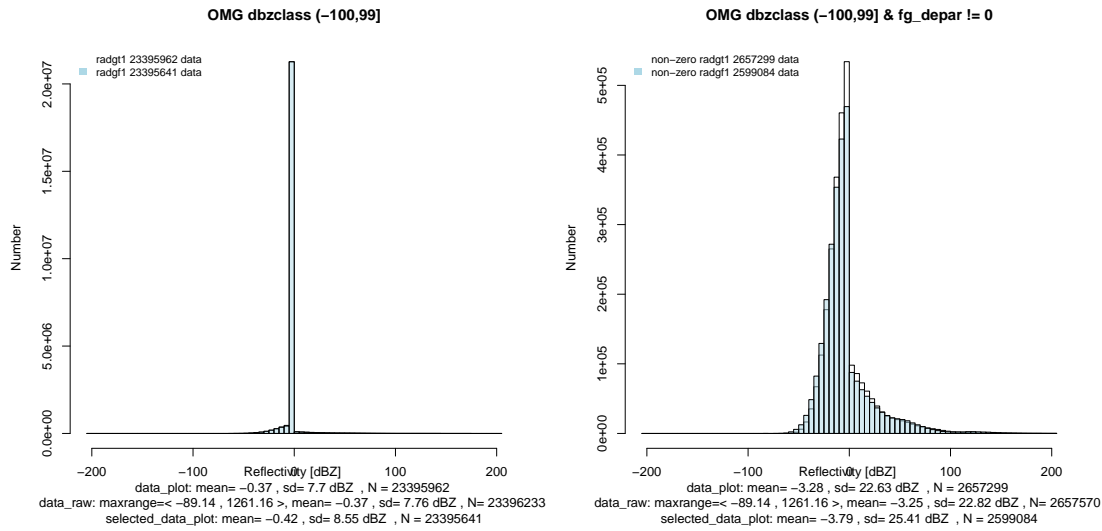 OMG dbzclass (−100,99]
radgt1 23395962 data
radgf1 23395641 data
Number
0.0e+00
5.0e+06
1.0e+07
1.5e+07
2.0e+07
−200
−100
0
100
200
Reflectivity [dBZ]
data_plot: mean= −0.37 , sd= 7.7 dBZ , N = 23395962
data_raw: maxrange=< −89.14 , 1261.16 >, mean= −0.37 , sd= 7.76 dBZ , N= 23396233
selected_data_plot: mean= −0.42 , sd= 8.55 dBZ , N = 23395641
OMG dbzclass (−100,99] & fg_depar != 0
non−zero radgt1 2657299 data
non−zero radgf1 2599084 data
Number
0e+00
1e+05
2e+05
3e+05
4e+05
5e+05
−200
−100
0
100
200
Reflectivity [dBZ]
data_plot: mean= −3.28 , sd= 22.63 dBZ , N = 2657299
data_raw: maxrange=< −89.14 , 1261.16 >, mean= −3.25 , sd= 22.82 dBZ , N= 2657570
selected_data_plot: mean= −3.79 , sd= 25.41 dBZ , N = 2599084